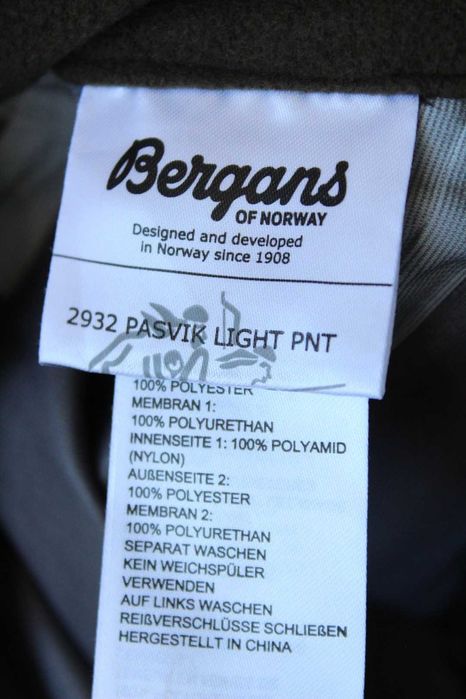 Bergans
OF NORWAY
Designed and developed
in Norway since 1908
2932 PASVIK LIGHT PNT
100% POLYESTER
MEMBRAN 1:
100% POLYURETHAN
INNENSEITE 1: 100% POLYAMID
(NYLON)
AUßENSEITE 2:
100% POLYESTER
MEMBRAN 2:
100% POLYURETHAN
SEPARAT WASCHEN
KEIN WEICHSPÜLER
VERWENDEN
AUF LINKS WASCHEN
REIßVERSCHLÜSSE SCHLIEßEN
HERGESTELLT IN CHINA